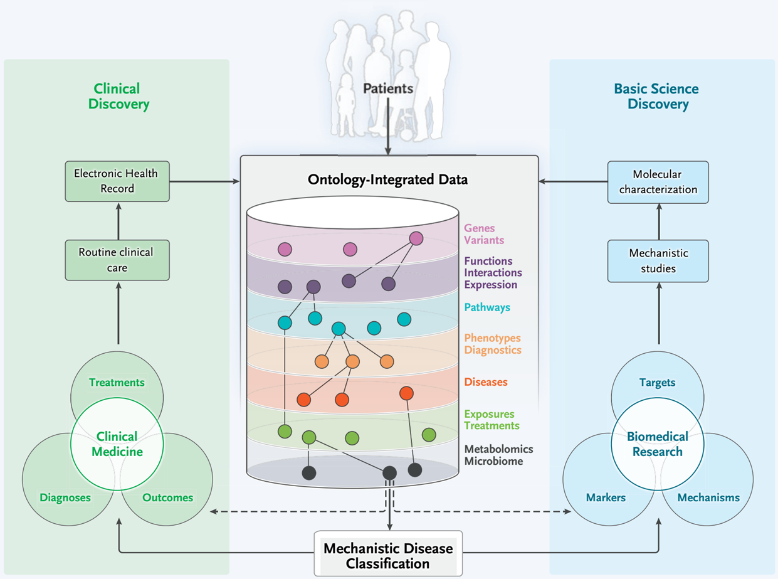 Patients
Clinical
Discovery
Electronic Health
Record
Routine clinical
care
Treatments
Clinical
Medicine
Diagnoses
Outcomes
Ontology-Integrated Data
Genes
Variants
Functions
Interactions
Expression
Pathways
Phenotypes
Diagnostics
Diseases
Exposures
Treatments
Metabolomics
Microbiome
Mechanistic Disease
Classification
Basic Science
Discovery
Molecular
characterization
Mechanistic
studies
Targets
Biomedical
Research
Markers
Mechanisms